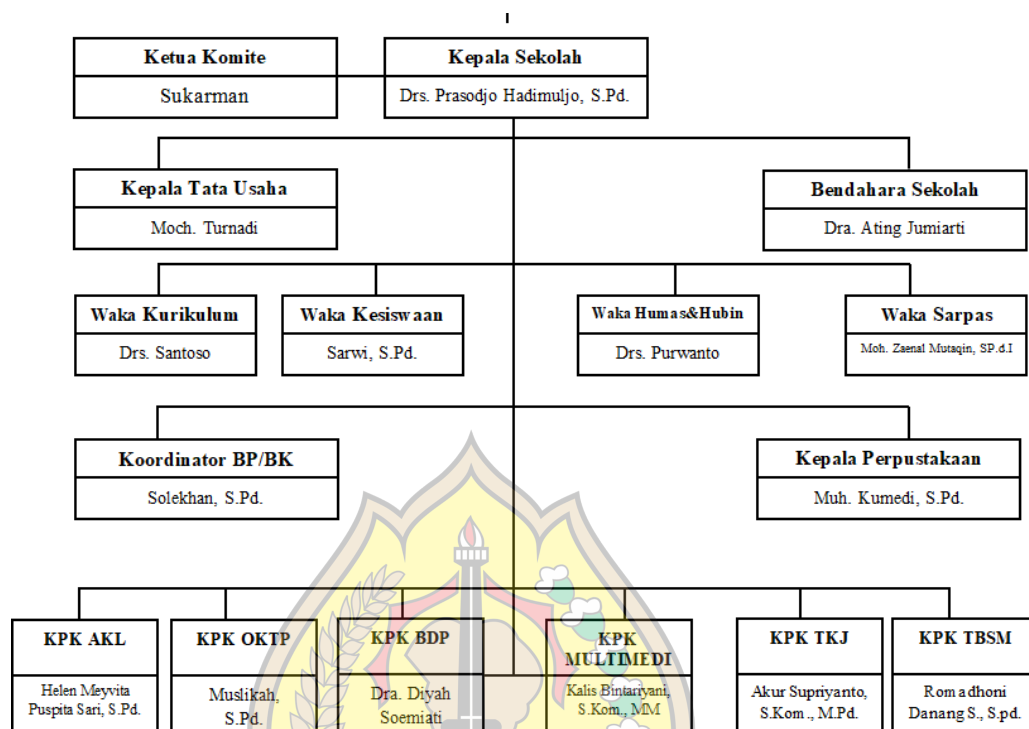 Ketua Komite
Sukarman
Kepala Sekolah
Drs. Prasodjo Hadimuljo, S.Pd.
Kepala Tata Usaha
Moch. Turnadi
Bendahara Sekolah
Dra. Ating Jumiarti
Waka Kurikulum
Drs. Santoso
Waka Kesiswaan
Sarwi, S.Pd.
Waka Humas&Hubin
Drs. Purwanto
Waka Sarpas
Moh. Zaenal Mutaqin, SP.d.I
Koordinator BP/BK
Solekhan, S.Pd.
Kepala Perpustakaan
Muh. Kumedi, S.Pd.
KPK AKL
Helen Meyvita
Puspita Sari, S.Pd.
KPK OKTP
Muslikah,
S.Pd.
KPK BDP
Dra. Diyah
Soemiati
KPK
MULTIMEDI
Kalis Bintariyani,
S.Kom., MM
KPK TKJ
Akur Supriyanto,
S.Kom., M.Pd.
KPK TBSM
Romadhoni
Danang S., S.pd.